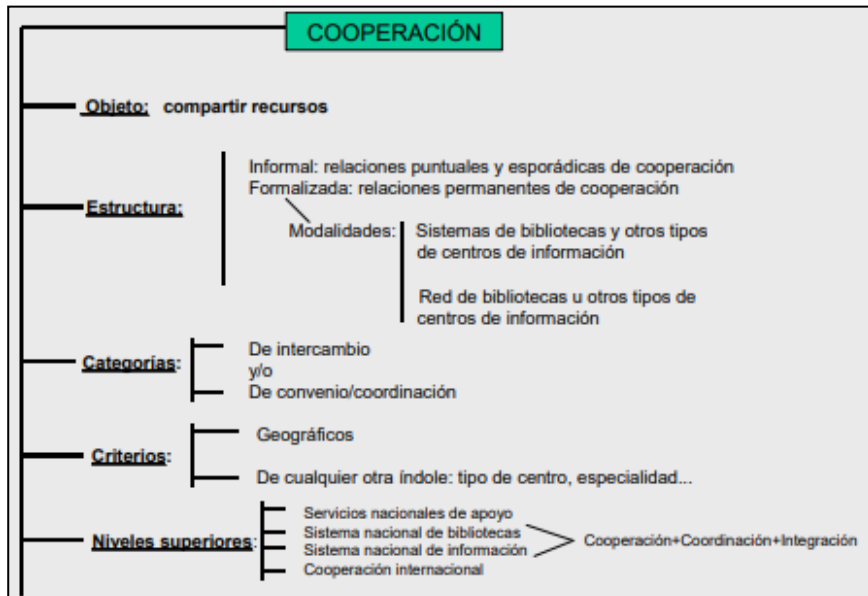 COOPERACIÓN
Objeto: compartir recursos
Informal: relaciones puntuales y esporádicas de cooperación
Formalizada: relaciones permanentes de cooperación
Estructura:
Modalidades:
Sistemas de bibliotecas y otros tipos
de centros de información
Red de bibliotecas u otros tipos de
centros de información
Categorías:
De intercambio
y/o
De convenio/coordinación
Criterios:
Geográficos
De cualquier otra índole: tipo de centro, especialidad...
Niveles superiores:
Servicios nacionales de apoyo
Sistema nacional de bibliotecas
Sistema nacional de información
Cooperación internacional
Cooperación+Coordinación+Integración